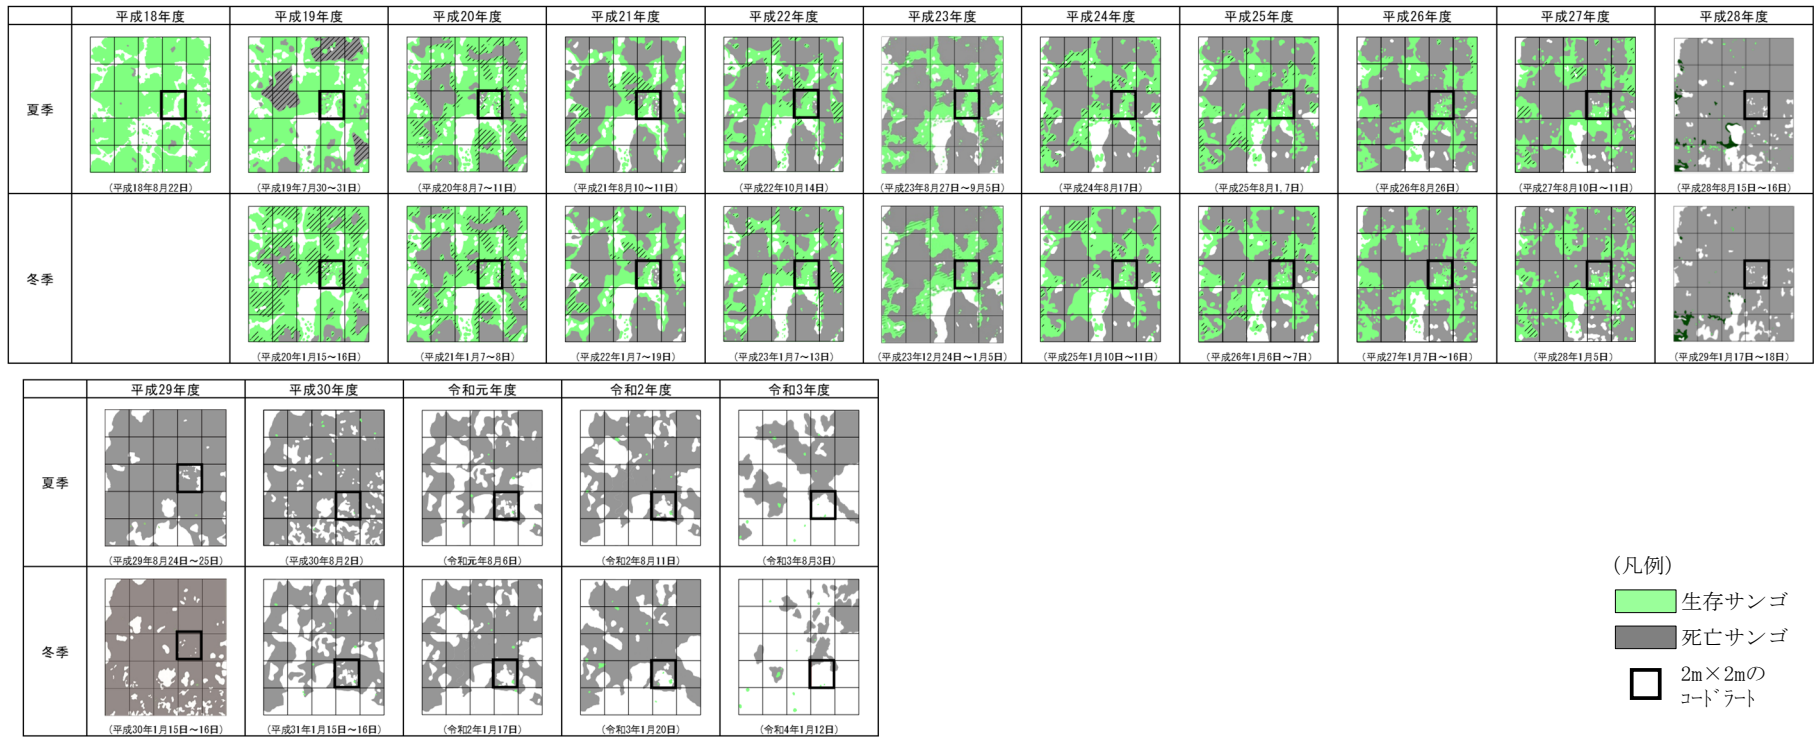 平成18年度 平成19年度 平成20年度 平成21年度 平成22年度 平成23年度 平成24年度 平成25年度 平成26年度 平成27年度 平成28年度
夏季
(平成18年8月22日) (平成19年7月30～31日) (平成20年8月7～11日) (平成21年8月10～11日) (平成22年10月14日) (平成23年8月27日～9月5日) (平成24年8月17日) (平成25年8月1,7日) (平成26年8月26日) (平成27年8月10日～11日) (平成28年8月15日～16日)
冬季
(平成20年1月15～16日) (平成21年1月7～8日) (平成22年1月7～19日) (平成23年1月7～13日) (平成23年12月24日～1月5日) (平成25年1月10日～11日) (平成26年1月6日～7日) (平成27年1月7日～16日) (平成28年1月5日) (平成29年1月17日～18日)
平成29年度 平成30年度 令和元年度 令和2年度 令和3年度
夏季
(平成29年8月24日～25日) (平成30年8月2日) (令和元年8月6日) (令和2年8月11日) (令和3年8月3日)
冬季
(平成30年1月15日～16日) (平成31年1月15日～16日) (令和2年1月17日) (令和3年1月20日) (令和4年1月12日)
(凡例)
生存サンゴ
死亡サンゴ
2m×2mの
コードラート